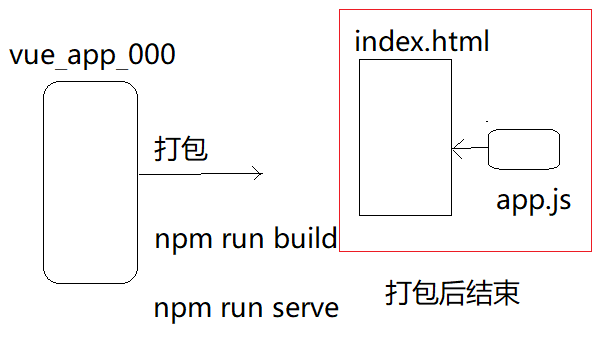 vue_app_000
打包
npm run build
npm run serve
index.html
app.js
打包后结束